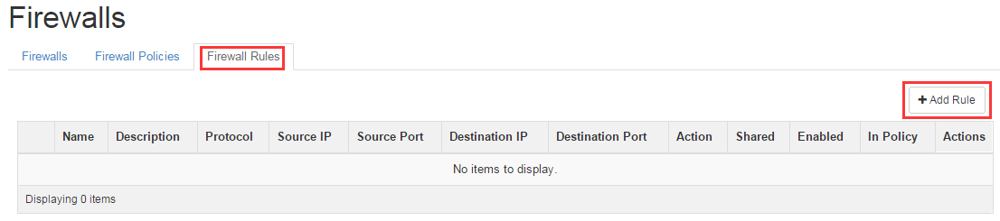 Firewalls
Firewalls Firewall Policies Firewall Rules
+ Add Rule
Name Description Protocol Source IP Source Port Destination IP Destination Port Action Shared Enabled In Policy Actions
No items to display.
Displaying 0 items